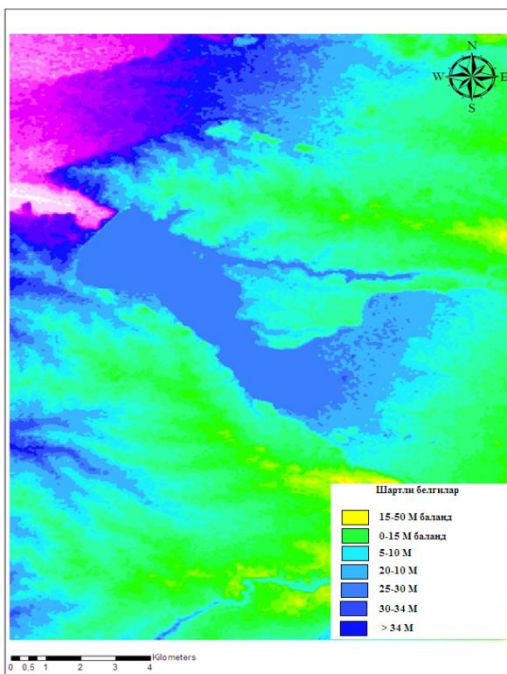 N
W E
S
Шартли белгилар
15-50 М баланд
0-15 М баланд
5-10 М
20-10 М
25-30 М
30-34 М
> 34 М
Kilometers
0 0,5 1 2 3 4